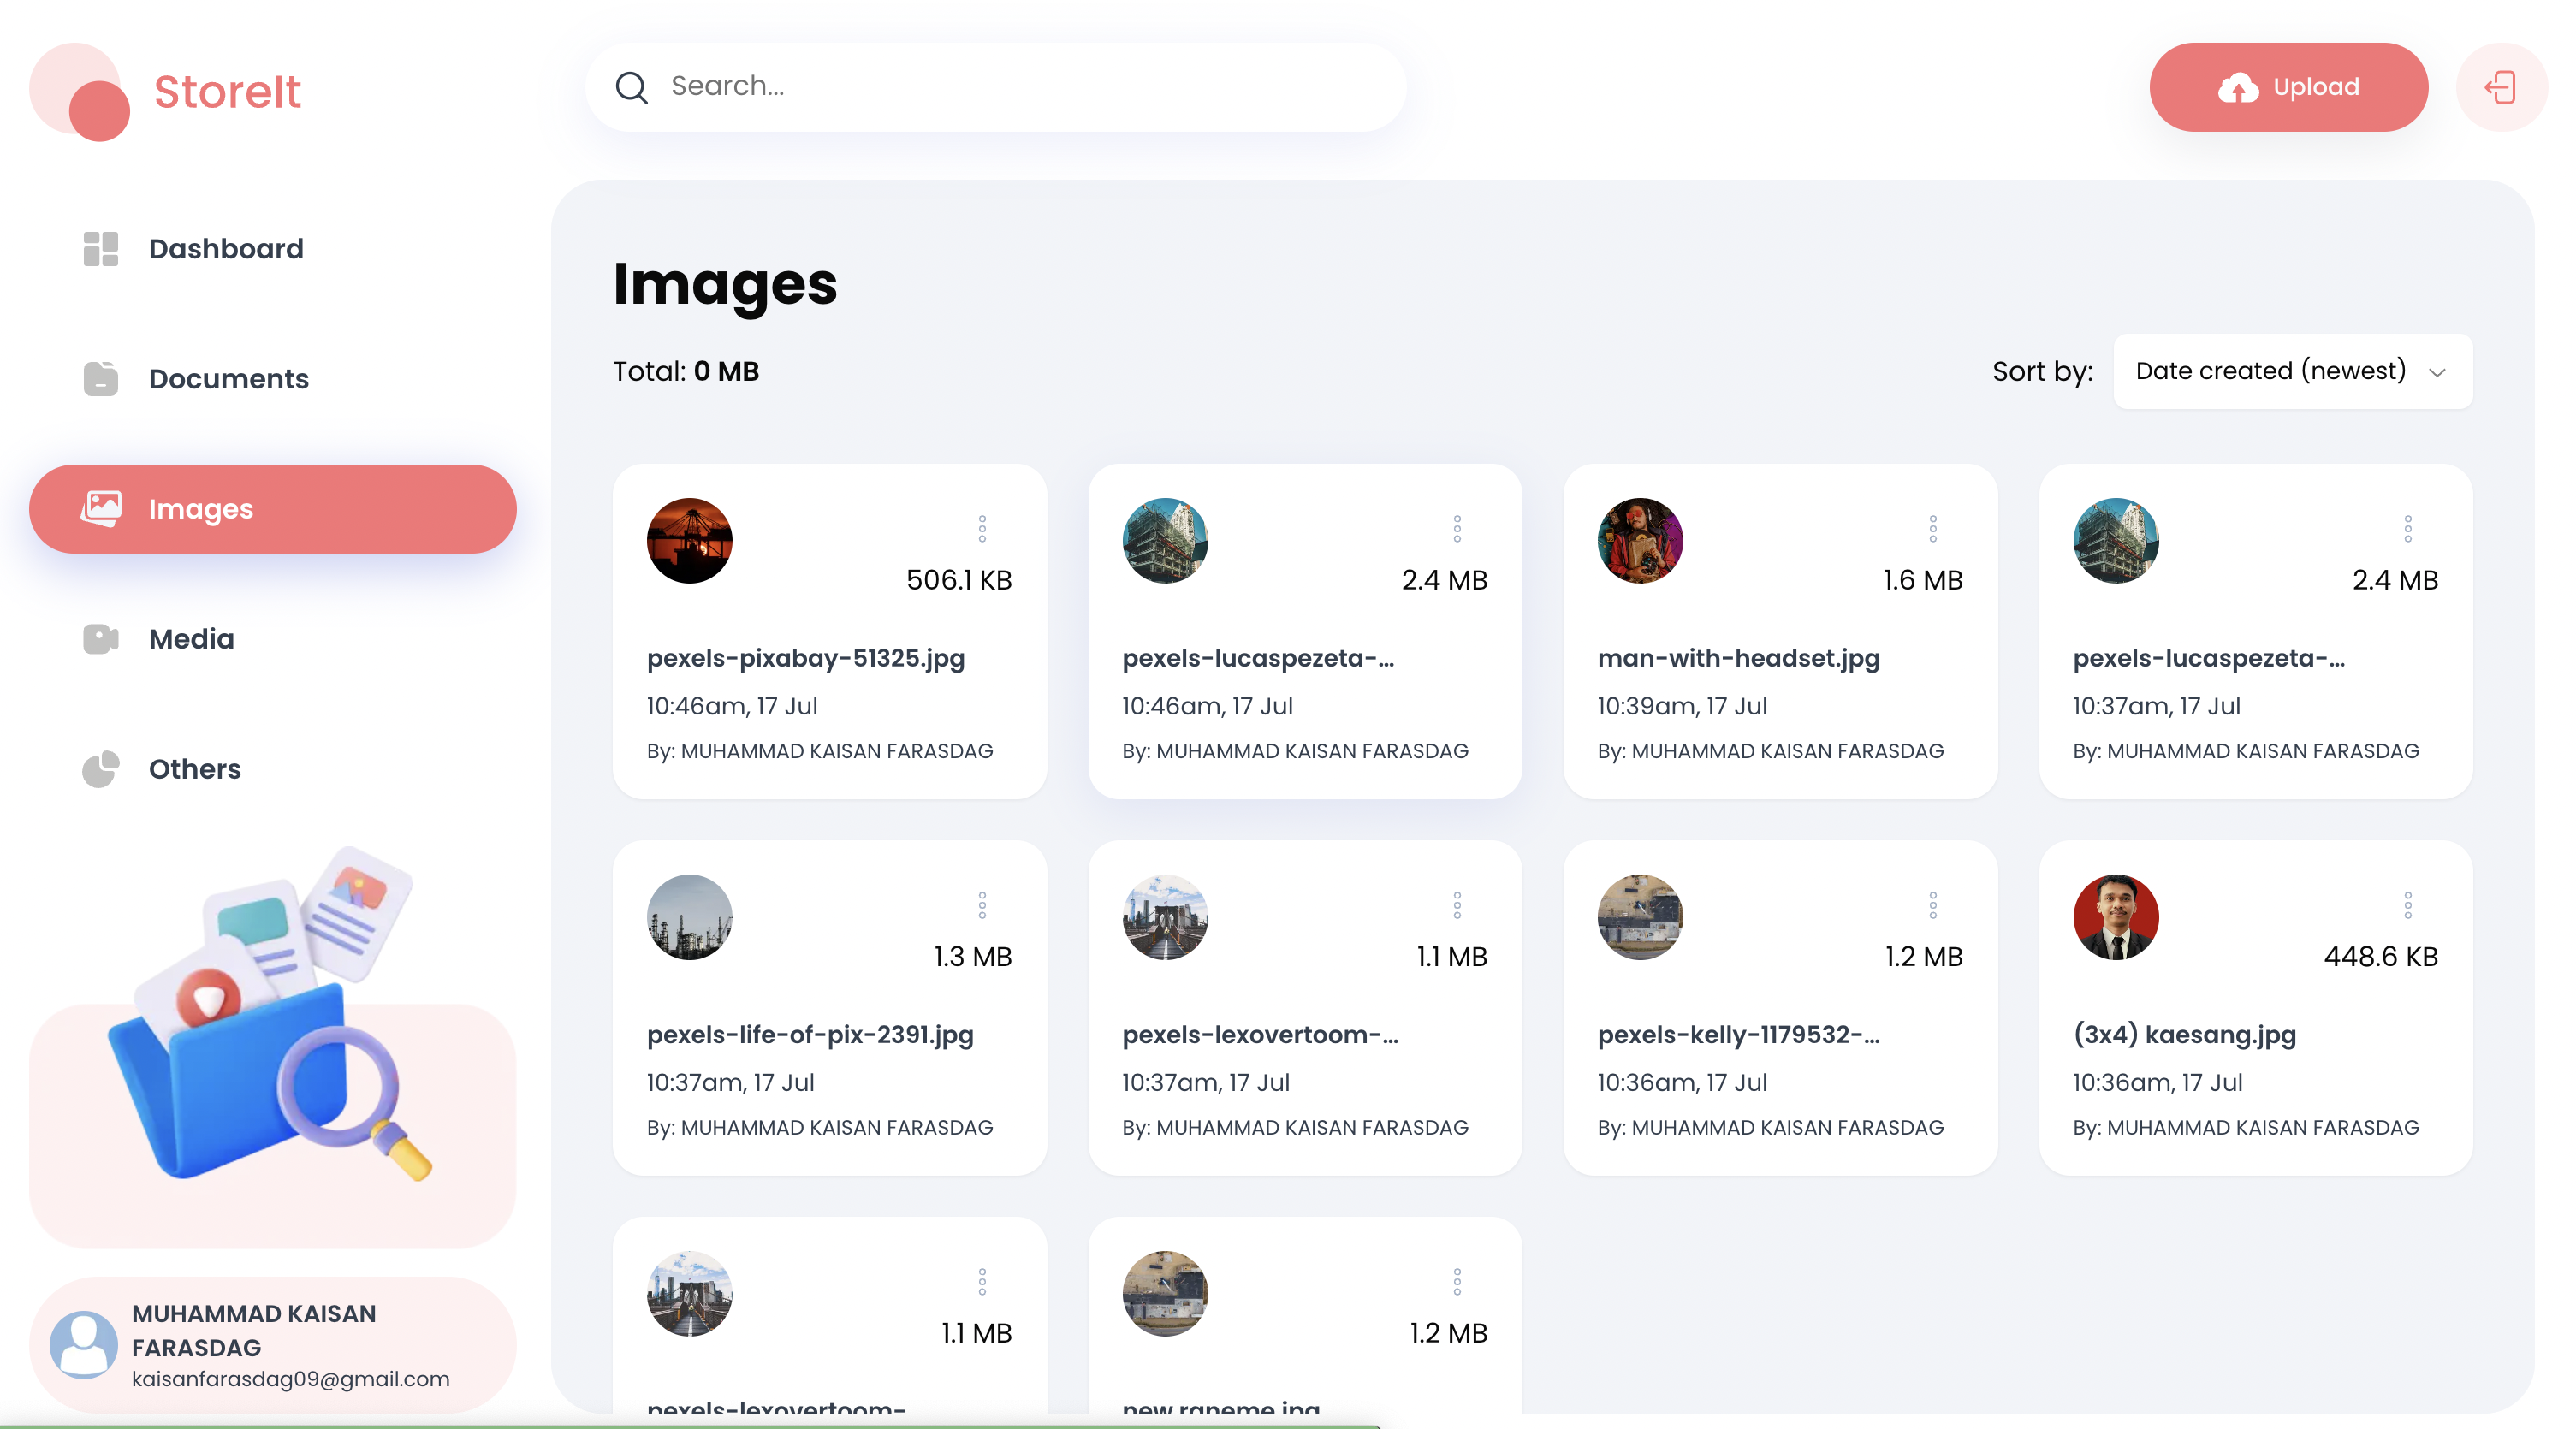 StoreIt
Search...
Upload
Dashboard
Documents
Images
Media
Others
MUHAMMAD KAISAN
FARASDAG
kaisanfarasdag09@gmail.com
Images
Total: 0 MB
Sort by:
Date created (newest)
506.1 KB
pexels-pixabay-51325.jpg
10:46am, 17 Jul
By: MUHAMMAD KAISAN FARASDAG
2.4 MB
pexels-lucaspezeta-...
10:46am, 17 Jul
By: MUHAMMAD KAISAN FARASDAG
1.6 MB
man-with-headset.jpg
10:39am, 17 Jul
By: MUHAMMAD KAISAN FARASDAG
2.4 MB
pexels-lucaspezeta-...
10:37am, 17 Jul
By: MUHAMMAD KAISAN FARASDAG
1.3 MB
pexels-life-of-pix-2391.jpg
10:37am, 17 Jul
By: MUHAMMAD KAISAN FARASDAG
1.1 MB
pexels-lexovertoom-...
10:37am, 17 Jul
By: MUHAMMAD KAISAN FARASDAG
1.2 MB
pexels-kelly-1179532-...
10:36am, 17 Jul
By: MUHAMMAD KAISAN FARASDAG
448.6 KB
(3x4) kaesang.jpg
10:36am, 17 Jul
By: MUHAMMAD KAISAN FARASDAG
1.1 MB
pexels-lexovertoom-
1.2 MB
new raneme.jpg